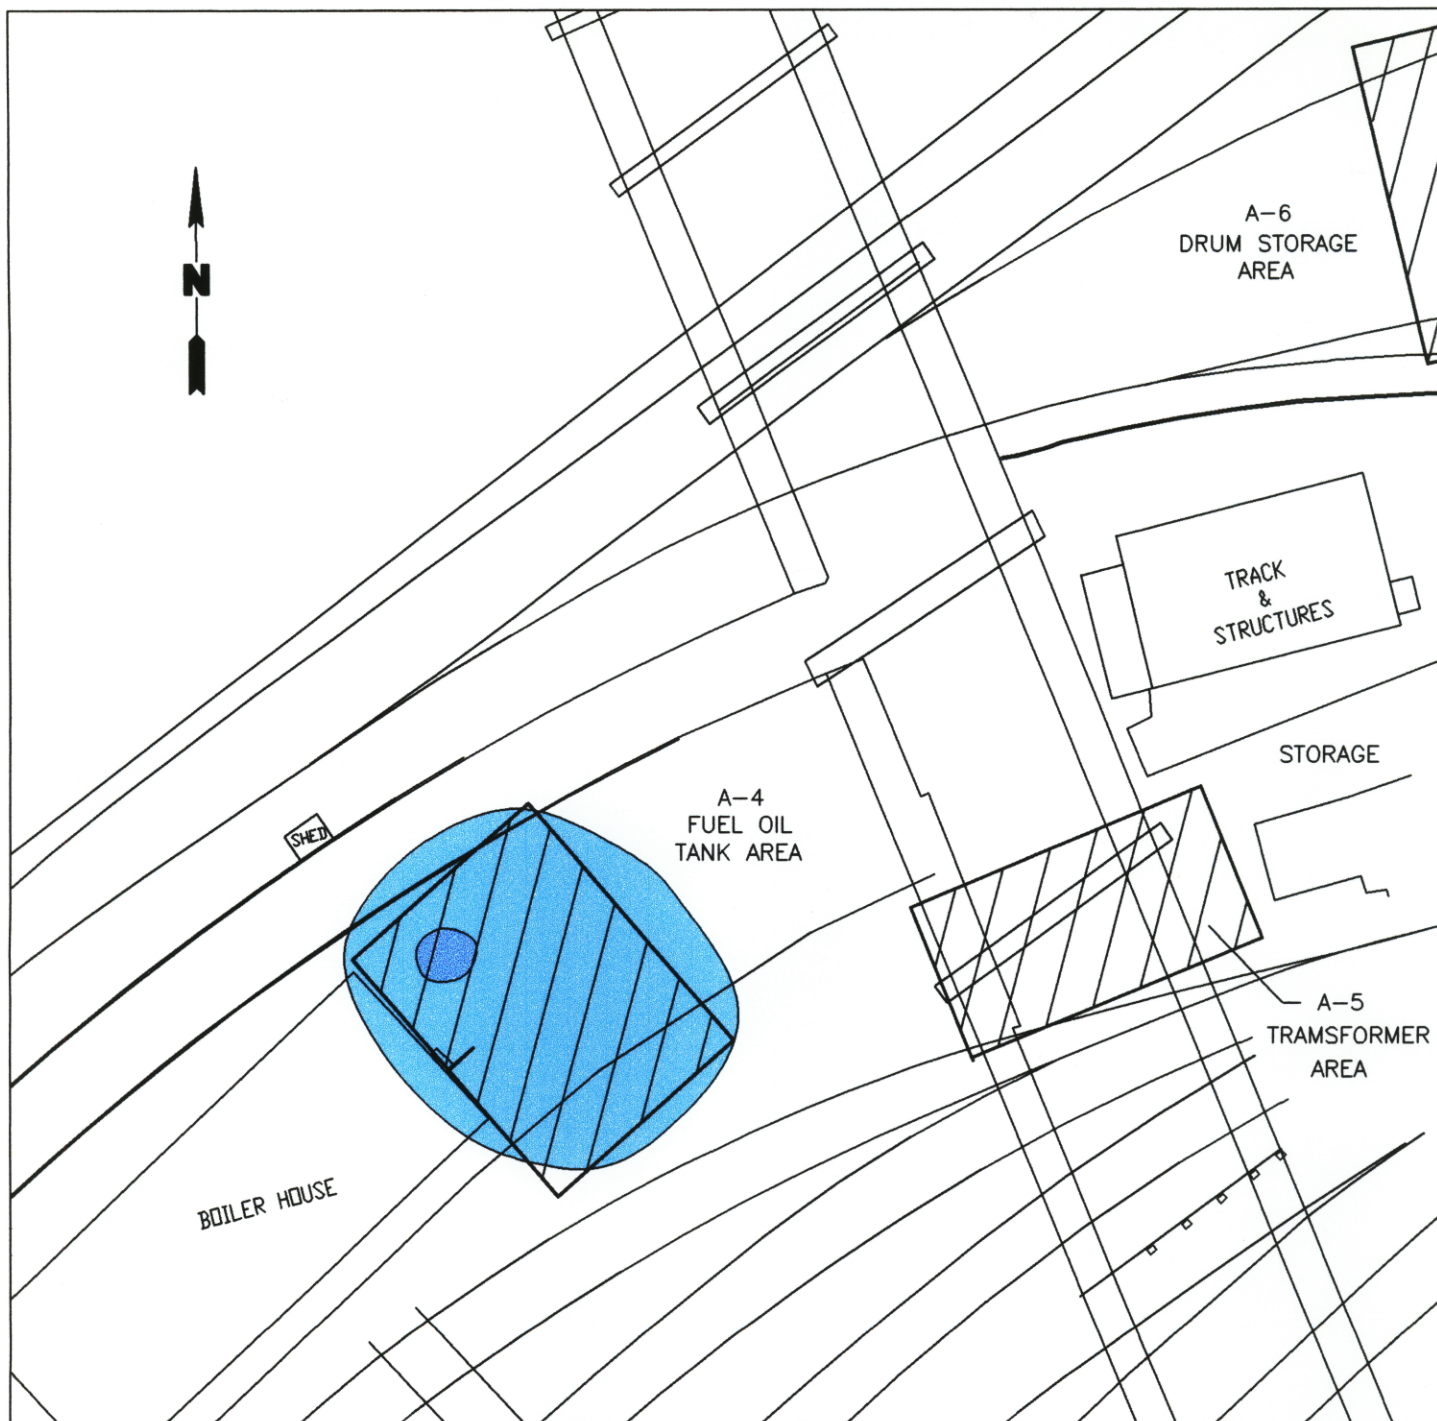 N
A-6
DRUM STORAGE
AREA
TRACK
&
STRUCTURES
STORAGE
A-4
FUEL OIL
TANK AREA
SHED
A-5
TRAMSFORMER
AREA
BOILER HOUSE